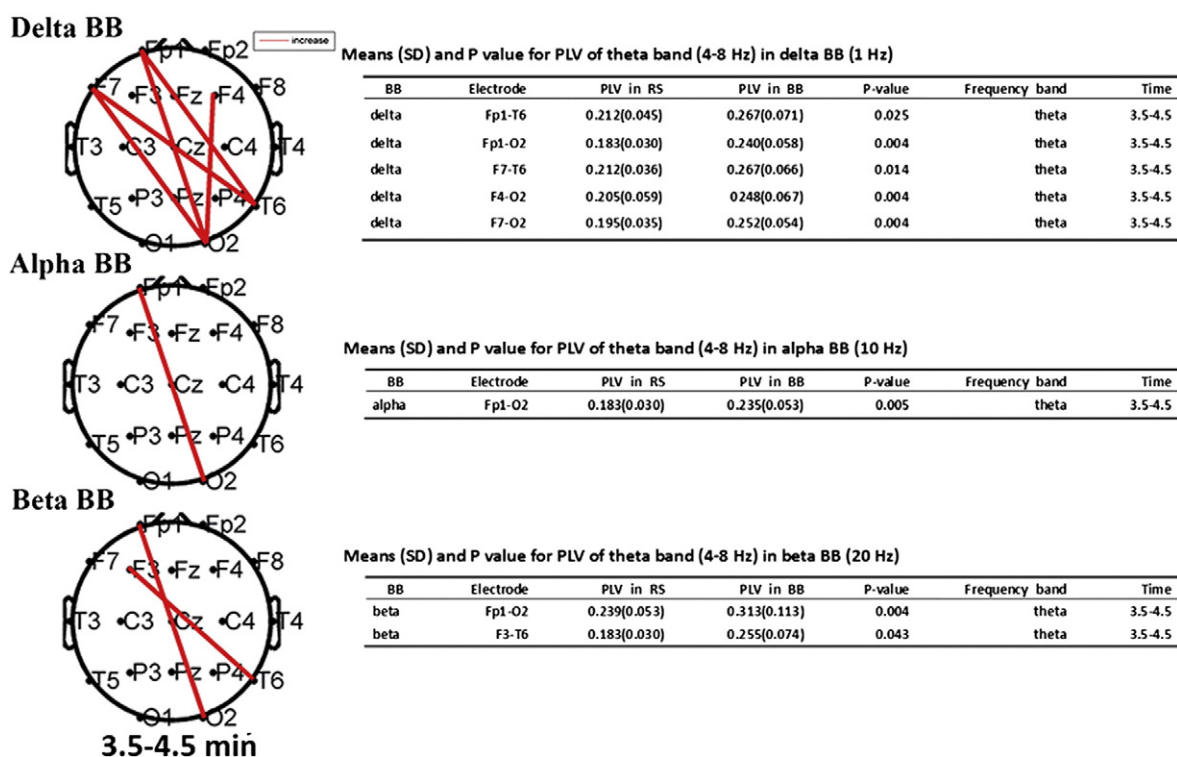 Delta BB
increase
Fp1 Fp2
F7 F3 Fz F4 F8
T3 C3 Cz C4 T4
T5 P3 Pz P4 T6
O1 O2
Means (SD) and P value for PLV of theta band (4-8 Hz) in delta BB (1 Hz)
BB Electrode PLV in RS PLV in BB P-value Frequency band Time
delta Fp1-T6 0.212(0.045) 0.267(0.071) 0.025 theta 3.5-4.5
delta Fp1-O2 0.183(0.030) 0.240(0.058) 0.004 theta 3.5-4.5
delta F7-T6 0.212(0.036) 0.267(0.066) 0.014 theta 3.5-4.5
delta F4-O2 0.205(0.059) 0248(0.067) 0.004 theta 3.5-4.5
delta F7-O2 0.195(0.035) 0.252(0.054) 0.004 theta 3.5-4.5
Alpha BB
Fp1 Fp2
F7 F3 Fz F4 F8
T3 C3 Cz C4 T4
T5 P3 Pz P4 T6
O1 O2
Means (SD) and P value for PLV of theta band (4-8 Hz) in alpha BB (10 Hz)
BB Electrode PLV in RS PLV in BB P-value Frequency band Time
alpha Fp1-O2 0.183(0.030) 0.235(0.053) 0.005 theta 3.5-4.5
Beta BB
Fp1 Fp2
F7 F3 Fz F4 F8
T3 C3 Cz C4 T4
T5 P3 Pz P4 T6
O1 O2
Means (SD) and P value for PLV of theta band (4-8 Hz) in beta BB (20 Hz)
BB Electrode PLV in RS PLV in BB P-value Frequency band Time
beta Fp1-O2 0.239(0.053) 0.313(0.113) 0.004 theta 3.5-4.5
beta F3-T6 0.183(0.030) 0.255(0.074) 0.043 theta 3.5-4.5
3.5-4.5 min